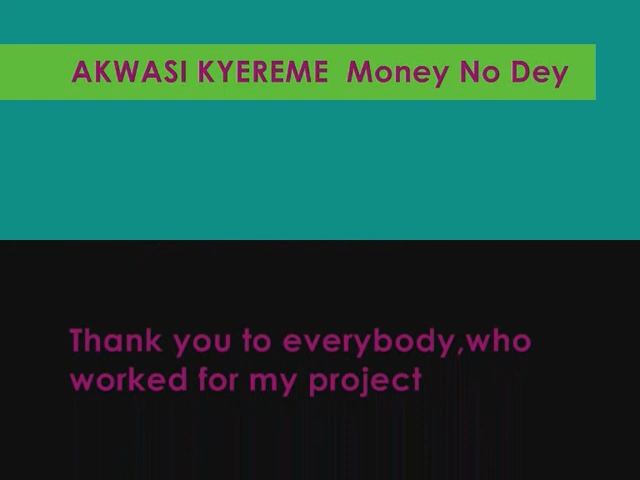 AKWASI KYEREME  Money No Dey
Thank you to everybody,who
worked for my project